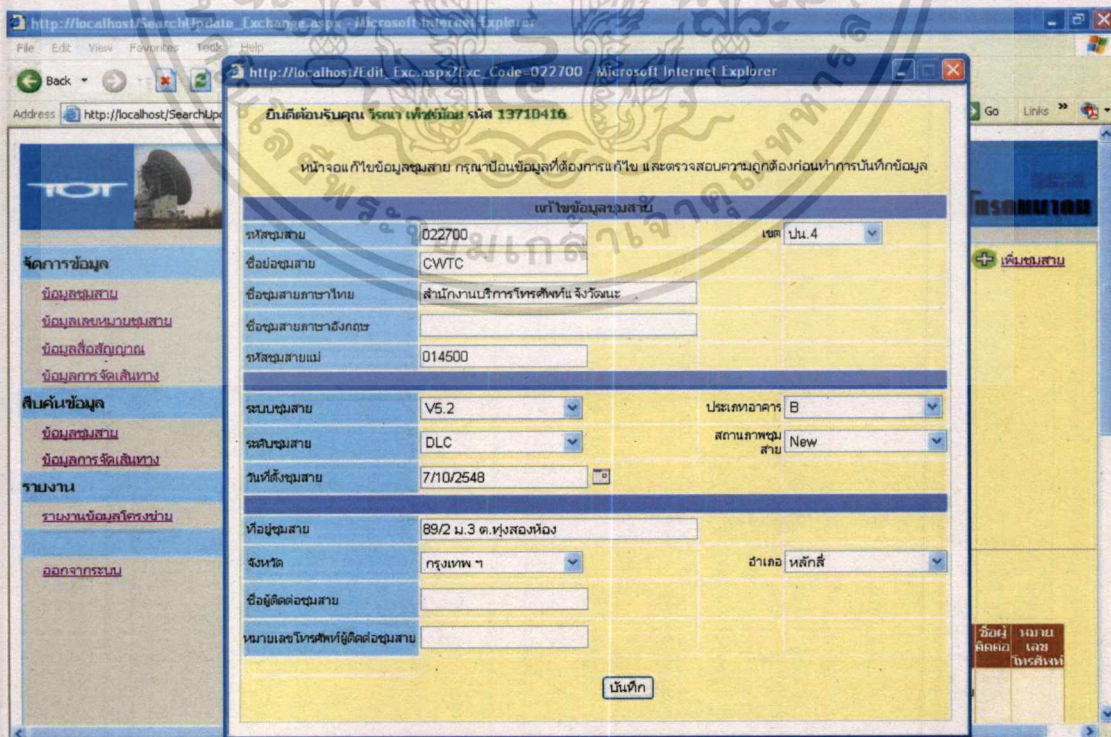 http://localhost/SearchUpdate_Exchange.aspx - Microsoft Internet Explorer
File Edit View Favorites Tools Help
Back
Address http://localhost/SearchUpd
Go Links »
TOT
จัดการข้อมูล
ข้อมูลชุมสาย
ข้อมูลเลขหมายชุมสาย
ข้อมูลสื่อสัญญาณ
ข้อมูลการจัดเส้นทาง
สืบค้นข้อมูล
ข้อมูลชุมสาย
ข้อมูลการจัดเส้นทาง
รายงาน
รายงานข้อมูลโครงข่าย
ออกจากระบบ
http://localhost/Edit_Exc.aspx?Exc_Code=022700 - Microsoft Internet Explorer
ยินดีต้อนรับคุณ วีรณา เพ็ชร์น้อย รหัส 13710416
หน้าจอแก้ไขข้อมูลชุมสาย กรุณาป้อนข้อมูลที่ต้องการแก้ไข และตรวจสอบความถูกต้องก่อนทำการบันทึกข้อมูล
แก้ไขข้อมูลชุมสาย
รหัสชุมสาย 022700 เขต ปน.4
ชื่อย่อชุมสาย CWTC
ชื่อชุมสายภาษาไทย สำนักงานบริการโทรศัพท์แจ้งวัฒนะ
ชื่อชุมสายภาษาอังกฤษ
รหัสชุมสายแม่ 014500
ระบบชุมสาย V5.2 ประเภทอาคาร B
ระดับชุมสาย DLC สถานภาพชุมสาย New
วันที่ตั้งชุมสาย 7/10/2548
ที่อยู่ชุมสาย 89/2 ม.3 ต.ทุ่งสองห้อง
จังหวัด กรุงเทพ ฯ อำเภอ หลักสี่
ชื่อผู้ติดต่อชุมสาย
หมายเลขโทรศัพท์ผู้ติดต่อชุมสาย
บันทึก
เพิ่มชุมสาย
ชื่อผู้ติดต่อ หมายเลขโทรศัพท์